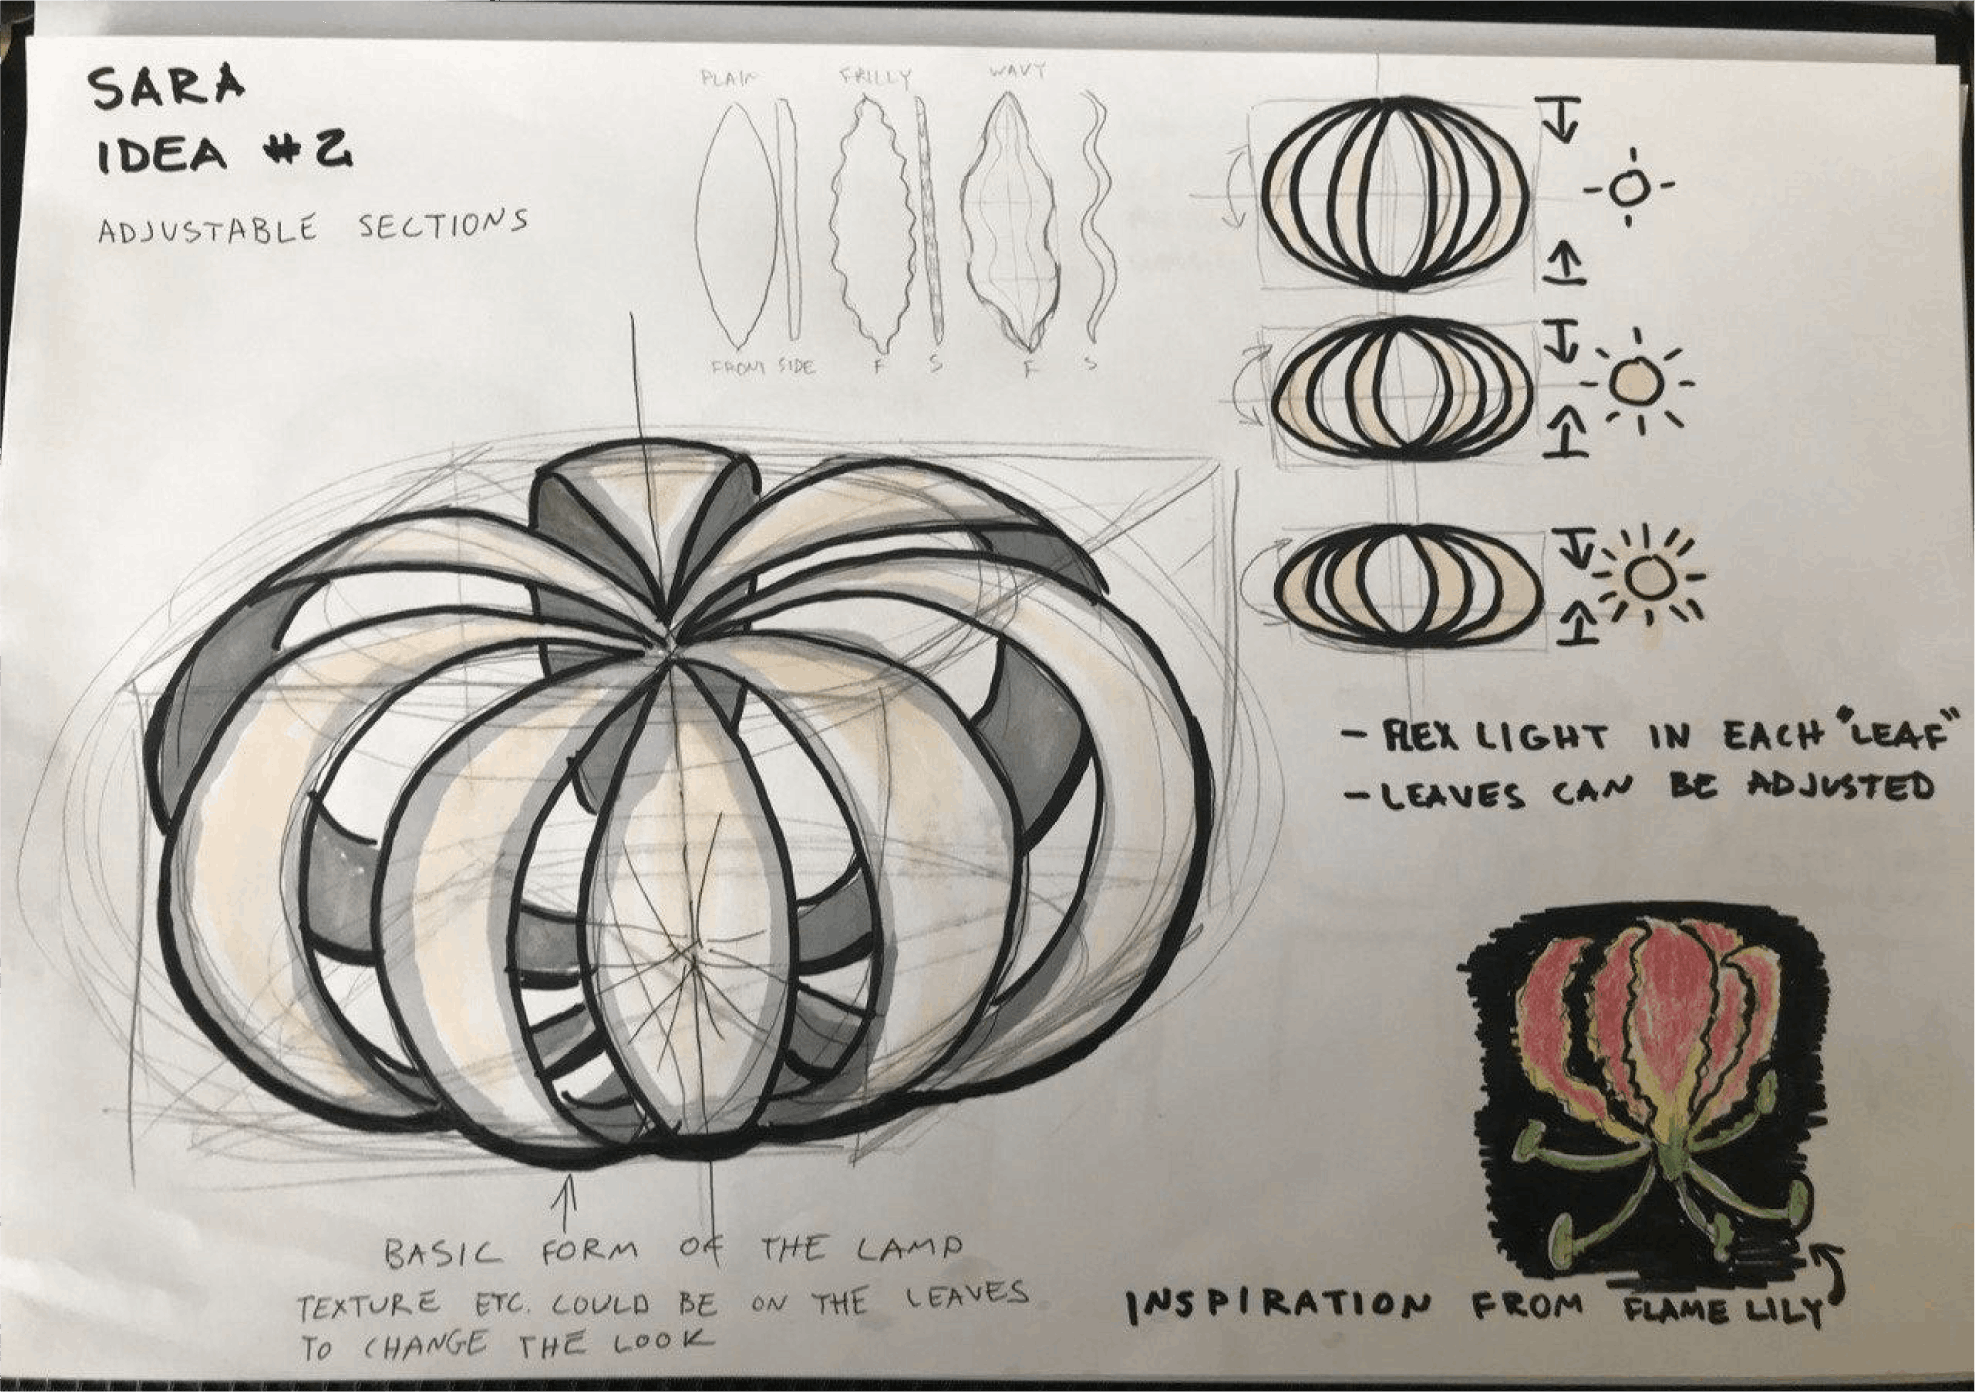 SARA
IDEA #2
ADJUSTABLE SECTIONS
PLAIN FRILLY WAVY
FRONT SIDE F S F S
- FLEX LIGHT IN EACH "LEAF"
- LEAVES CAN BE ADJUSTED
BASIC FORM OF THE LAMP
TEXTURE ETC. COULD BE ON THE LEAVES
TO CHANGE THE LOOK
INSPIRATION FROM FLAME LILY